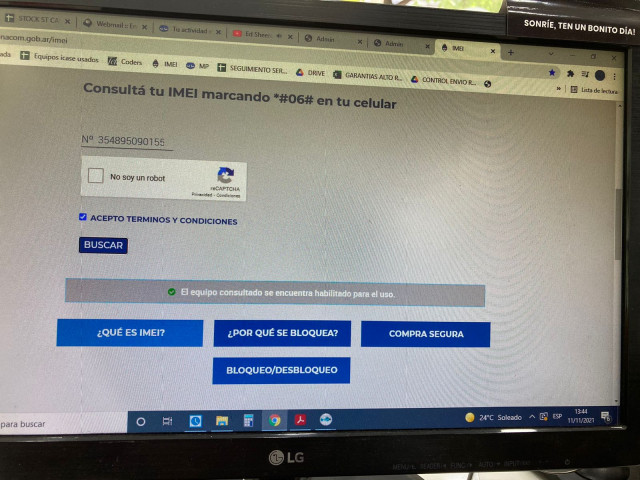 SONRÍE, TEN UN BONITO DÍA!
STOCK ST CA
Webmail :: En
Tu actividad
Ed Sheera
Admin
Admin
IMEI
nacom.gob.ar/imei
ada
Equipos icase usados
Coders
IMEI
MP
SEGUIMIENTO SER...
DRIVE
GARANTIAS ALTO R...
CONTROL ENVIO R...
»
Lista de lectura
Consultá tu IMEI marcando *#06# en tu celular
Nº 354895090155
No soy un robot
reCAPTCHA
Privacidad - Condiciones
ACEPTO TERMINOS Y CONDICIONES
BUSCAR
El equipo consultado se encuentra habilitado para el uso.
¿QUÉ ES IMEI?
¿POR QUÉ SE BLOQUEA?
COMPRA SEGURA
BLOQUEO/DESBLOQUEO
para buscar
24°C Soleado
ESP
13:44
11/11/2021
LG